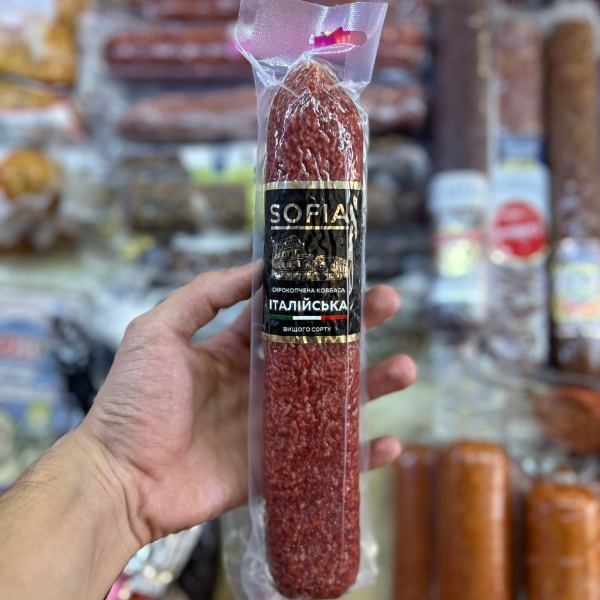 SOFIA
СИРОКОПЧЕНА КОВБАСА
ІТАЛІЙСЬКА
ВИЩОГО СОРТУ